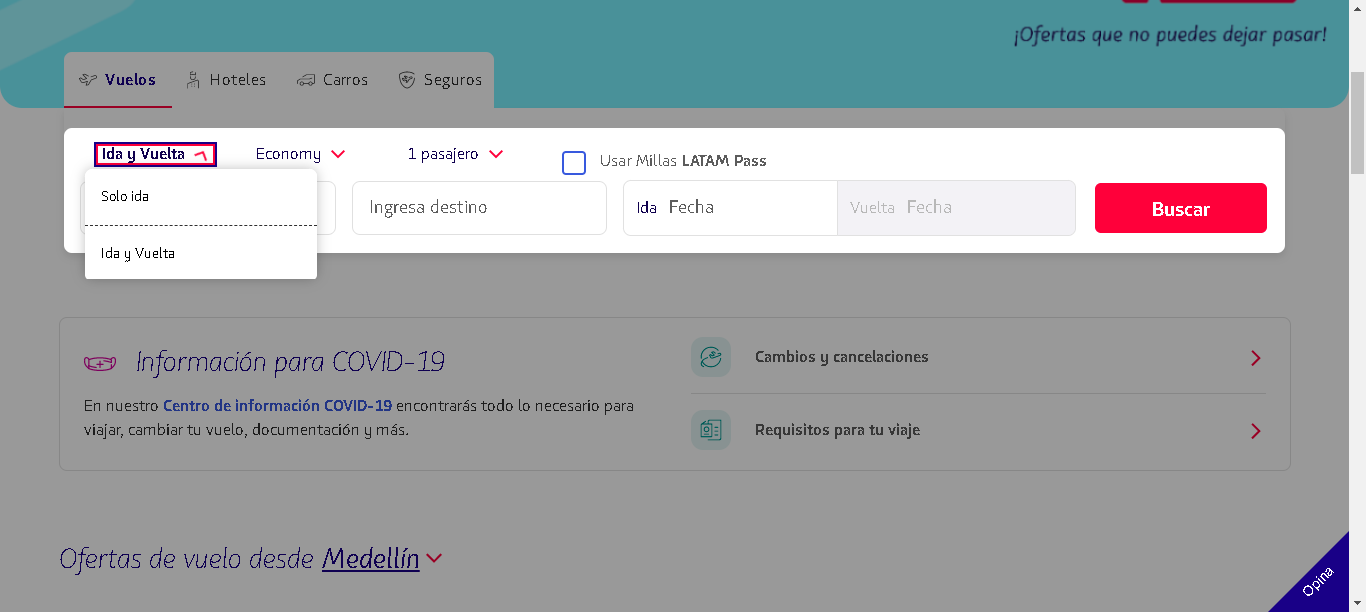 ¡Ofertas que no puedes dejar pasar!
Vuelos Hoteles Carros Seguros
Ida y Vuelta Economy 1 pasajero Usar Millas LATAM Pass
Solo ida
Ingresa destino Ida Fecha Vuelta Fecha Buscar
Ida y Vuelta
Información para COVID-19
En nuestro Centro de información COVID-19 encontrarás todo lo necesario para
viajar, cambiar tu vuelo, documentación y más.
Cambios y cancelaciones
Requisitos para tu viaje
Ofertas de vuelo desde Medellín
Opina